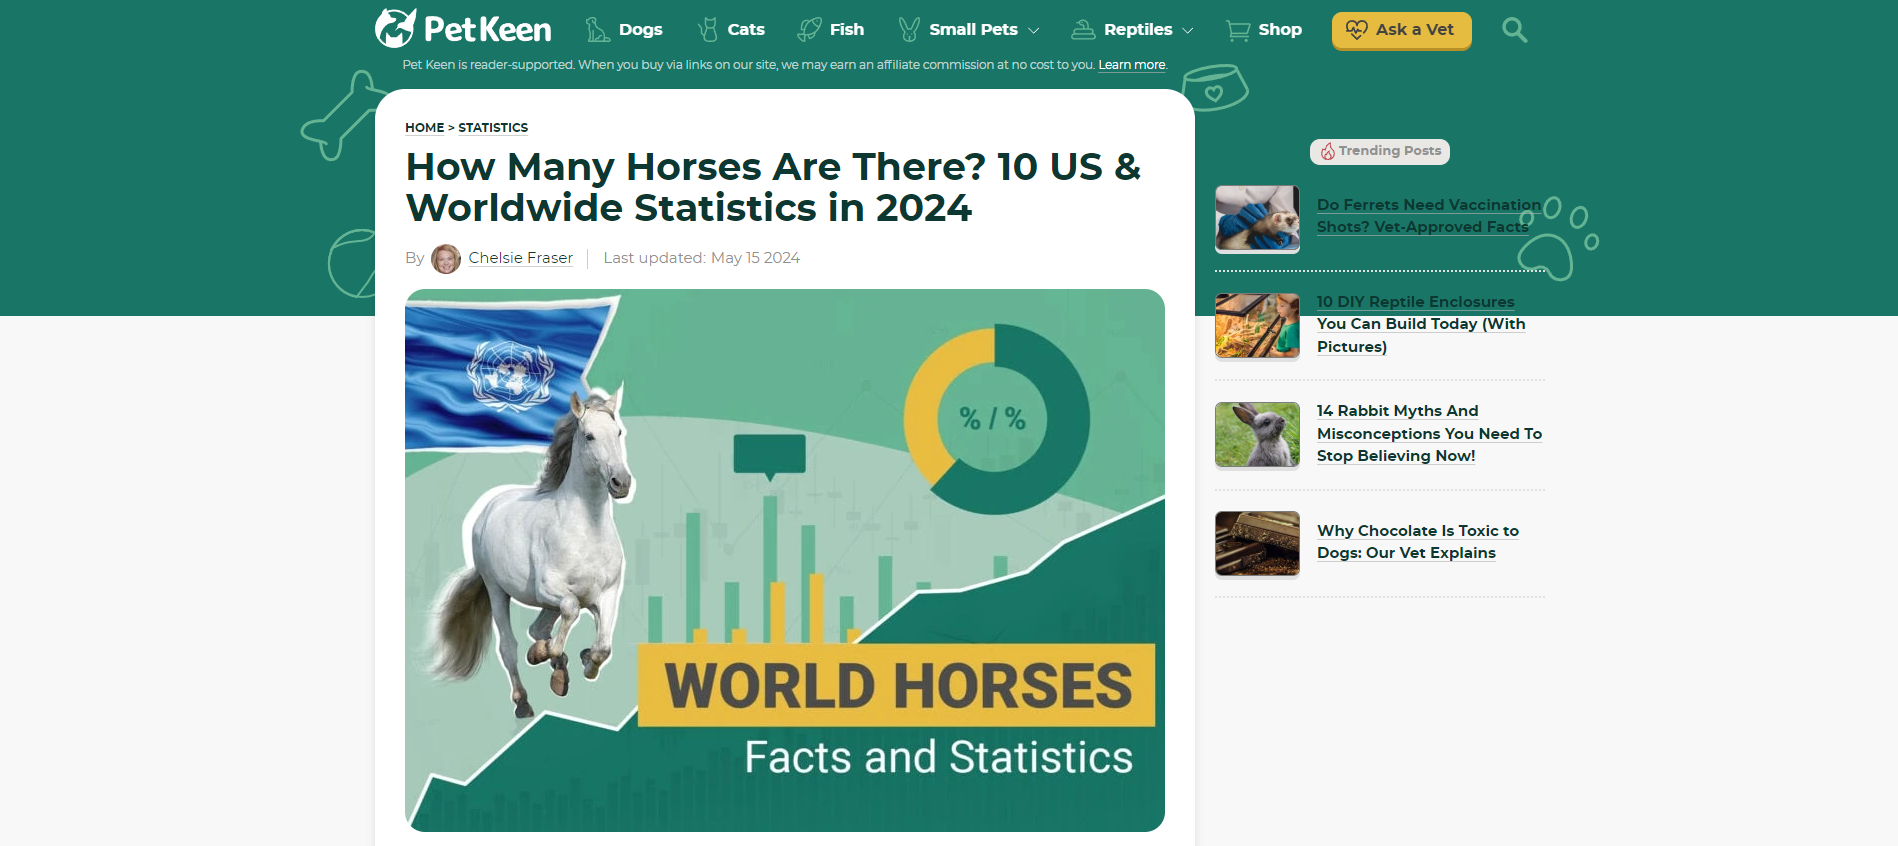 PetKeen
Dogs
Cats
Fish
Small Pets
Reptiles
Shop
Ask a Vet
Pet Keen is reader-supported. When you buy via links on our site, we may earn an affiliate commission at no cost to you. Learn more.
HOME > STATISTICS
How Many Horses Are There? 10 US &
Worldwide Statistics in 2024
By Chelsie Fraser
Last updated: May 15 2024
% / %
WORLD HORSES
Facts and Statistics
Trending Posts
Do Ferrets Need Vaccination
Shots? Vet-Approved Facts
10 DIY Reptile Enclosures
You Can Build Today (With
Pictures)
14 Rabbit Myths And
Misconceptions You Need To
Stop Believing Now!
Why Chocolate Is Toxic to
Dogs: Our Vet Explains